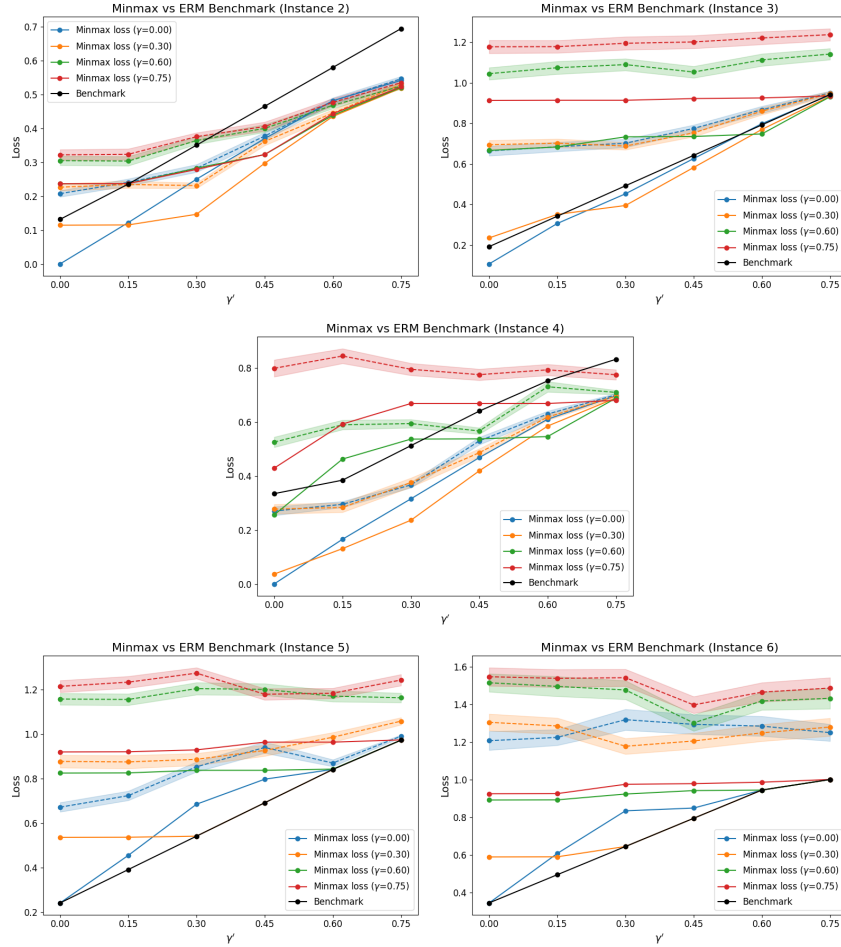 Minmax vs ERM Benchmark (Instance 2)
Loss
0.7
0.6
0.5
0.4
0.3
0.2
0.1
0.0
Minmax loss (γ=0.00)
Minmax loss (γ=0.30)
Minmax loss (γ=0.60)
Minmax loss (γ=0.75)
Benchmark
0.00 0.15 0.30 0.45 0.60 0.75
γ'
Minmax vs ERM Benchmark (Instance 3)
Loss
1.2
1.0
0.8
0.6
0.4
0.2
Minmax loss (γ=0.00)
Minmax loss (γ=0.30)
Minmax loss (γ=0.60)
Minmax loss (γ=0.75)
Benchmark
0.00 0.15 0.30 0.45 0.60 0.75
γ'
Minmax vs ERM Benchmark (Instance 4)
Loss
0.8
0.6
0.4
0.2
0.0
Minmax loss (γ=0.00)
Minmax loss (γ=0.30)
Minmax loss (γ=0.60)
Minmax loss (γ=0.75)
Benchmark
0.00 0.15 0.30 0.45 0.60 0.75
γ'
Minmax vs ERM Benchmark (Instance 5)
Loss
1.2
1.0
0.8
0.6
0.4
0.2
Minmax loss (γ=0.00)
Minmax loss (γ=0.30)
Minmax loss (γ=0.60)
Minmax loss (γ=0.75)
Benchmark
0.00 0.15 0.30 0.45 0.60 0.75
γ'
Minmax vs ERM Benchmark (Instance 6)
Loss
1.6
1.4
1.2
1.0
0.8
0.6
0.4
Minmax loss (γ=0.00)
Minmax loss (γ=0.30)
Minmax loss (γ=0.60)
Minmax loss (γ=0.75)
Benchmark
0.00 0.15 0.30 0.45 0.60 0.75
γ'